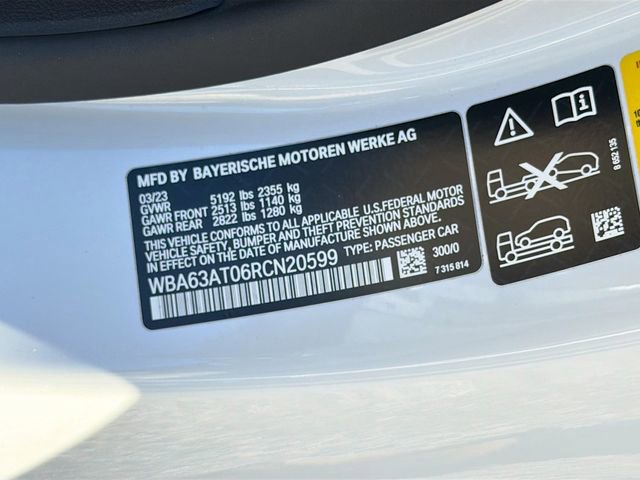 MFD BY BAYERISCHE MOTOREN WERKE AG
03/23
GVWR 5192 lbs 2355 kg
GAWR FRONT 2513 lbs 1140 kg
GAWR REAR 2822 lbs 1280 kg
THIS VEHICLE CONFORMS TO ALL APPLICABLE U.S.FEDERAL MOTOR
VEHICLE SAFETY, BUMPER AND THEFT PREVENTION STANDARDS
IN EFFECT ON THE DATE OF MANUFACTURE SHOWN ABOVE.
WBA63AT06RCN20599 TYPE: PASSENGER CAR
300/0
7 315 814
8 652 135